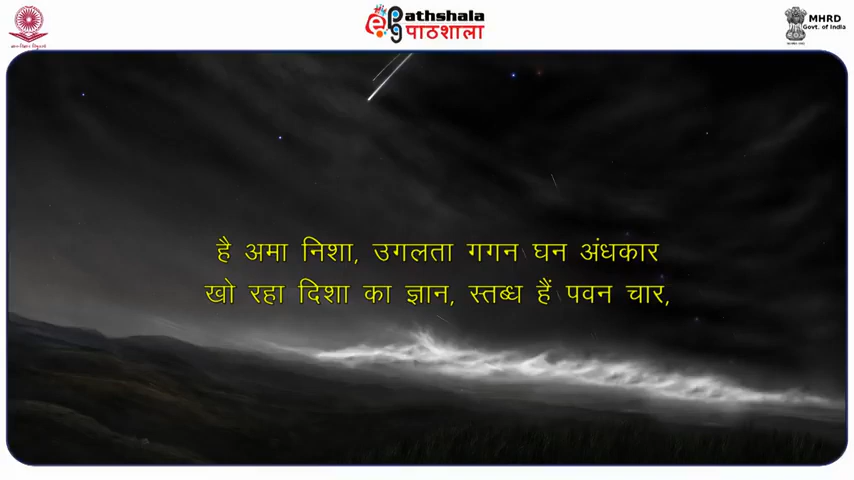 ePathshala
पाठशाला
MHRD
Govt. of India
है अमा निशा, उगलता गगन घन अंधकार
खो रहा दिशा का ज्ञान, स्तब्ध हैं पवन चार,